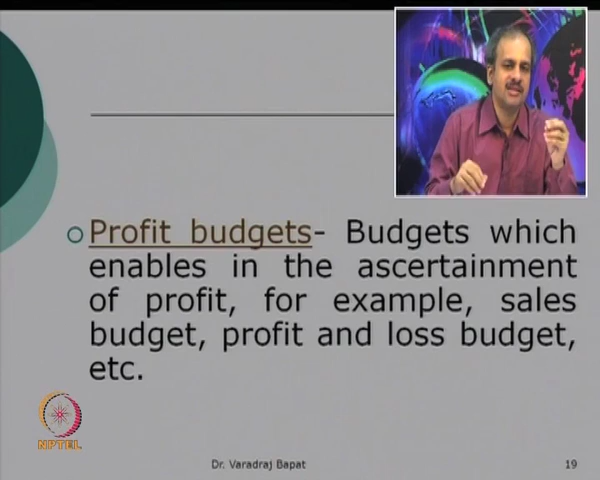 Profit budgets- Budgets which
enables in the ascertainment
of profit, for example, sales
budget, profit and loss budget,
etc.
NPTEL
Dr. Varadraj Bapat
19